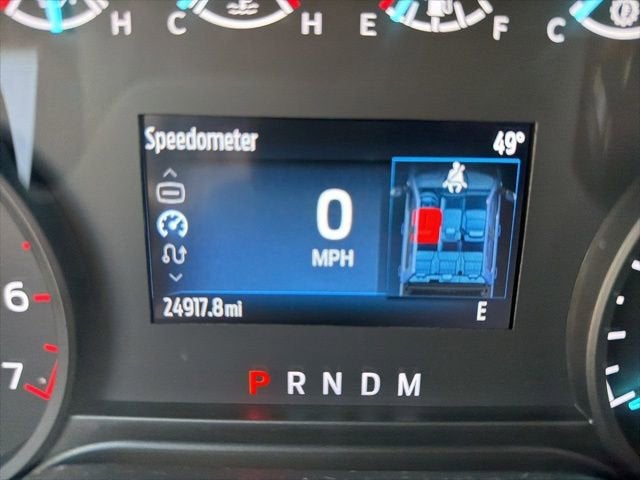 H C H E F C
Speedometer 49°
0
MPH
24917.8mi E
6
7
P R N D M